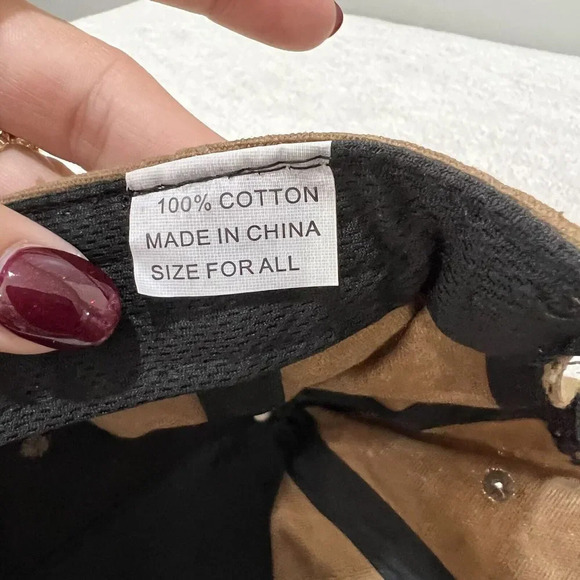 100% COTTON
MADE IN CHINA
SIZE FOR ALL